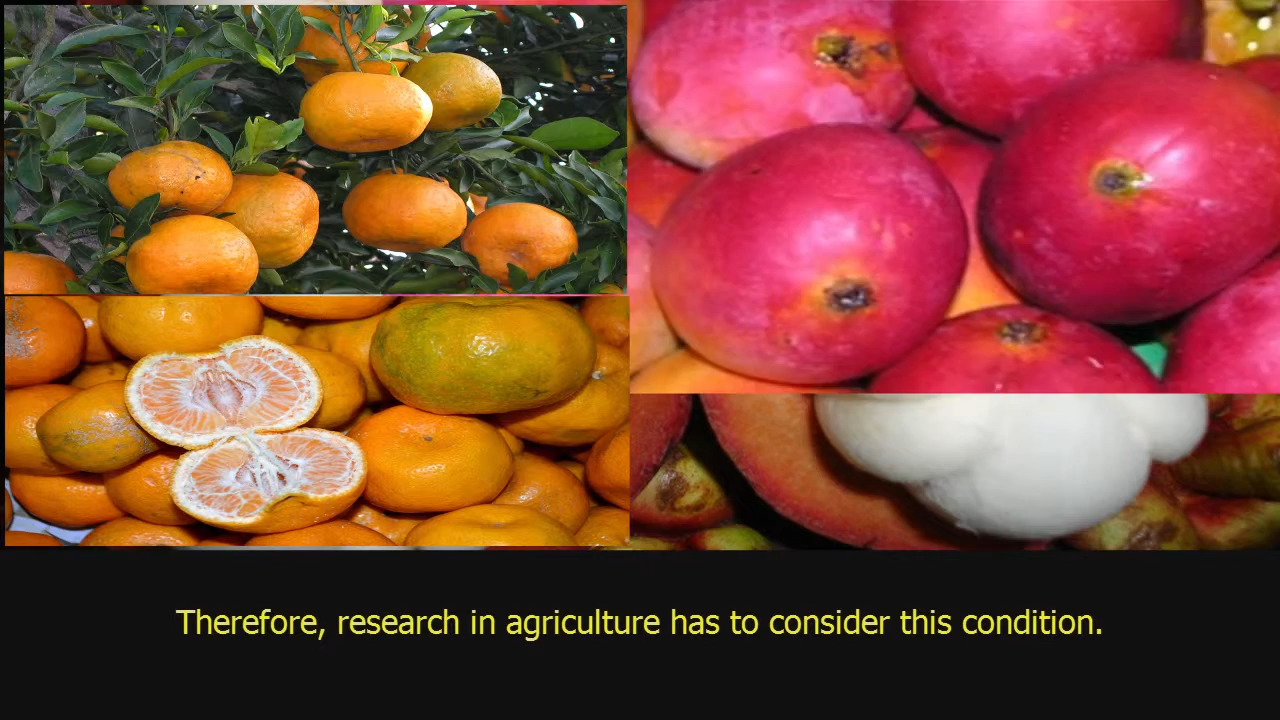 Therefore, research in agriculture has to consider this condition.